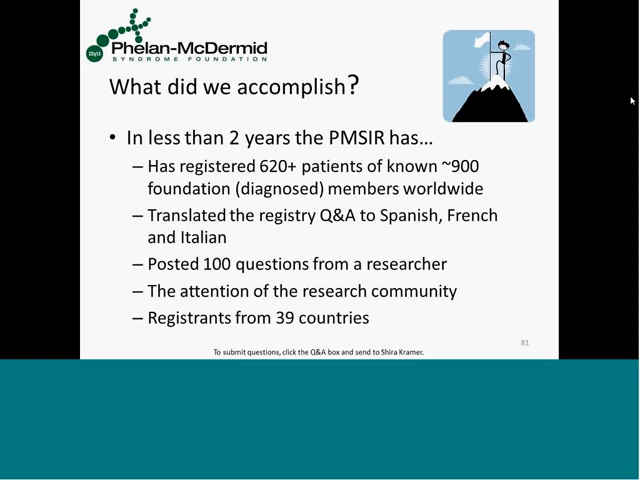 22q13
Phelan-McDermid
SYNDROME FOUNDATION
What did we accomplish?
• In less than 2 years the PMSIR has…
– Has registered 620+ patients of known ~900
foundation (diagnosed) members worldwide
– Translated the registry Q&A to Spanish, French
and Italian
– Posted 100 questions from a researcher
– The attention of the research community
– Registrants from 39 countries
81
To submit questions, click the Q&A box and send to Shira Kramer.